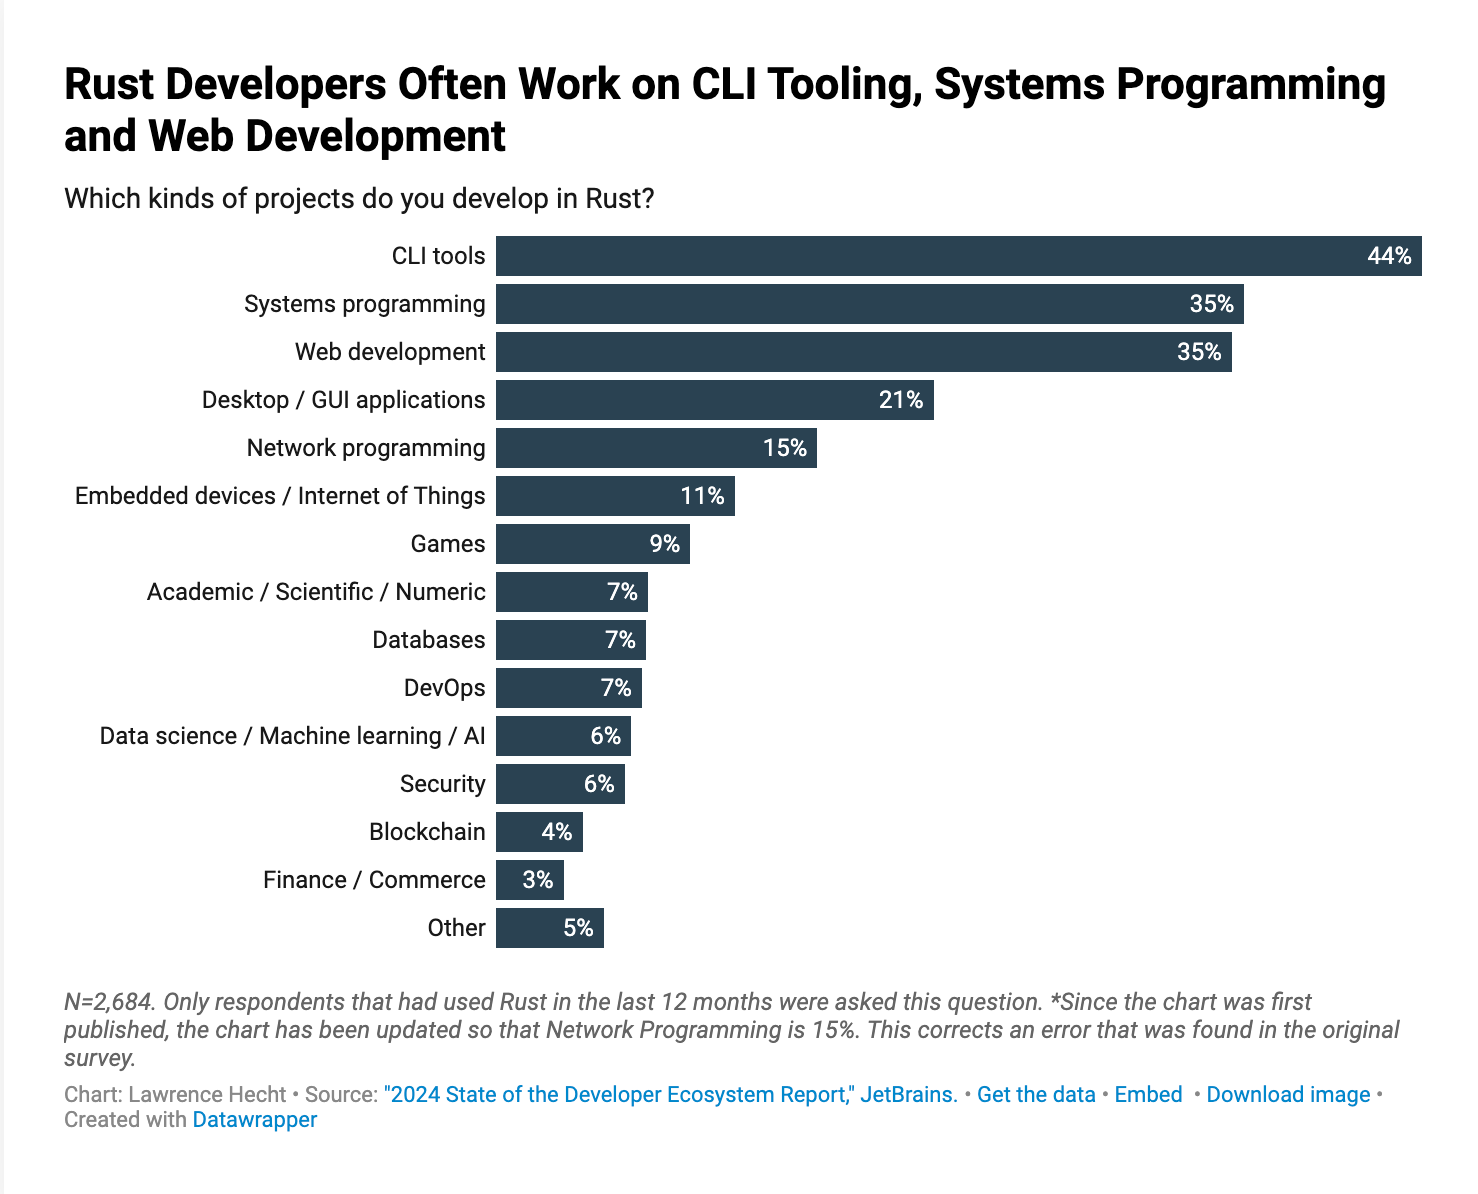 Rust Developers Often Work on CLI Tooling, Systems Programming
and Web Development
Which kinds of projects do you develop in Rust?
CLI tools 44%
Systems programming 35%
Web development 35%
Desktop / GUI applications 21%
Network programming 15%
Embedded devices / Internet of Things 11%
Games 9%
Academic / Scientific / Numeric 7%
Databases 7%
DevOps 7%
Data science / Machine learning / AI 6%
Security 6%
Blockchain 4%
Finance / Commerce 3%
Other 5%
N=2,684. Only respondents that had used Rust in the last 12 months were asked this question. *Since the chart was first
published, the chart has been updated so that Network Programming is 15%. This corrects an error that was found in the original
survey.
Chart: Lawrence Hecht • Source: "2024 State of the Developer Ecosystem Report," JetBrains. • Get the data • Embed • Download image •
Created with Datawrapper